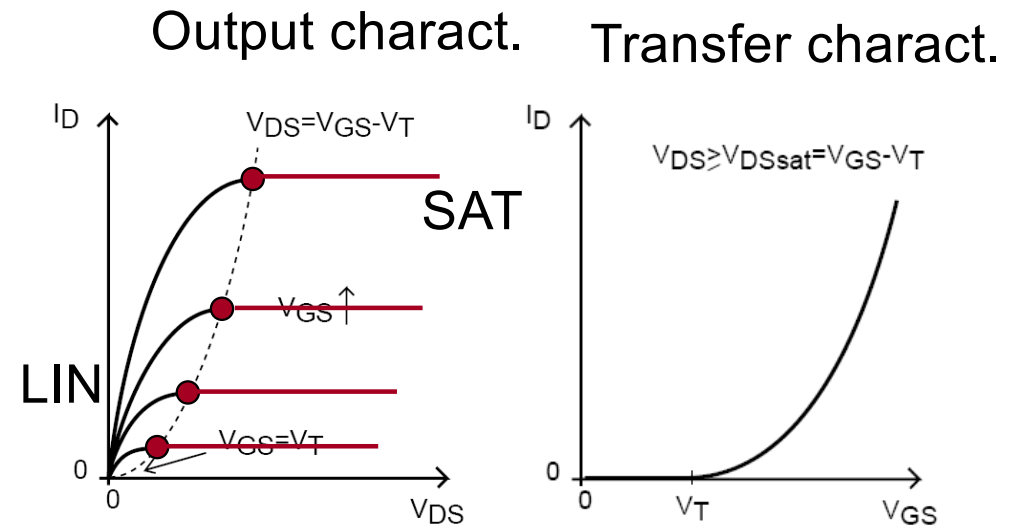 Output charact.
Transfer charact.
ID
VDS=VGS-VT
SAT
VGS↑
LIN
VGS=VT
0
0
VDS
ID
VDS≥VDSsat=VGS-VT
0
0
VT
VGS